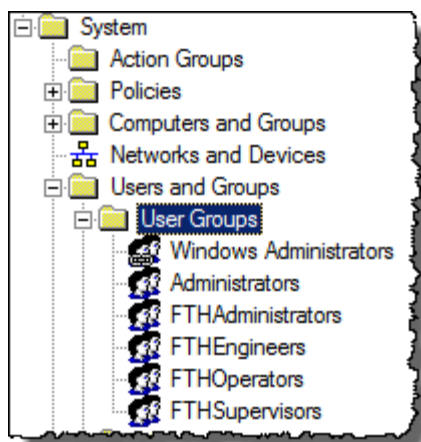 System
Action Groups
Policies
Computers and Groups
Networks and Devices
Users and Groups
User Groups
Windows Administrators
Administrators
FTHAdministrators
FTHEngineers
FTHOperators
FTHSupervisors